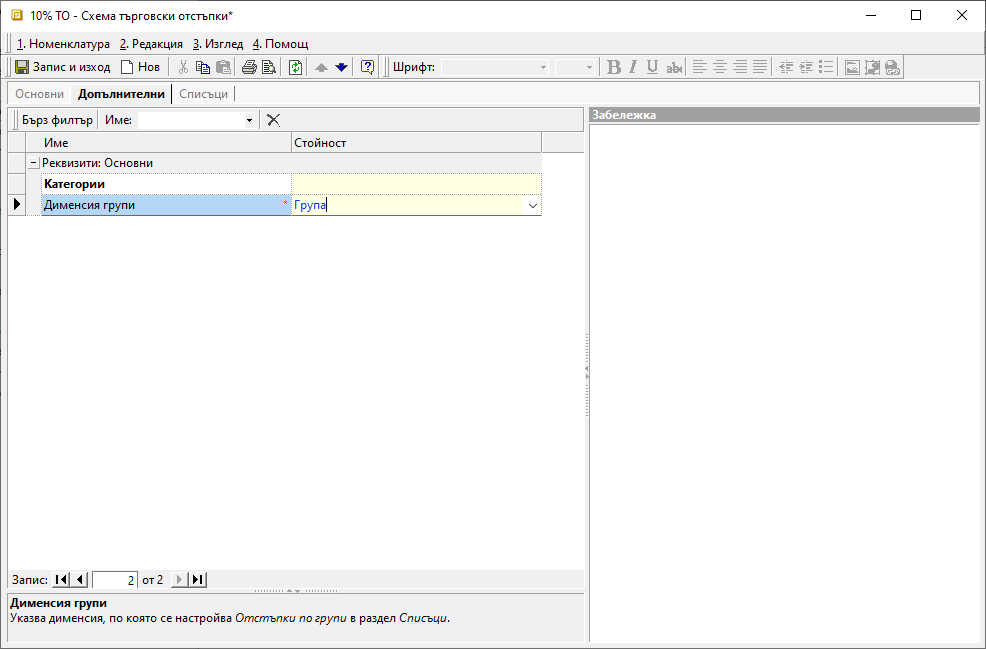 10% ТО - Схема търговски отстъпки*
1. Номенклатура 2. Редакция 3. Изглед 4. Помощ
Запис и изход Нов Шрифт: B I U abc
Основни Допълнителни Списъци
Бърз филтър Име:
Забележка
Име Стойност
Реквизити: Основни
Категории
Дименсия групи * Група
Запис: 2 от 2
Дименсия групи
Указва дименсия, по която се настройва Отстъпки по групи в раздел Списъци.